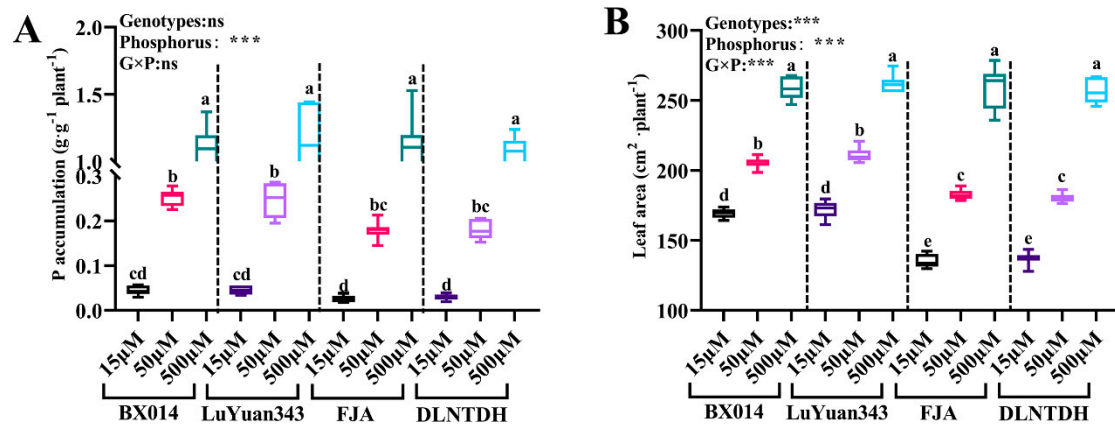 A
Genotypes:ns
Phosphorus: ***
G×P:ns
P accumulation (g·g⁻¹ plant⁻¹)
2.0
1.5
1.0
0.3
0.2
0.1
0.0
cd
b
a
cd
b
a
d
bc
a
d
bc
a
15μM
50μM
500μM
15μM
50μM
500μM
15μM
50μM
500μM
15μM
50μM
500μM
BX014
LuYuan343
FJA
DLNTDH
B
Genotypes:***
Phosphorus: ***
G×P:***
Leaf area (cm² ·plant⁻¹)
300
250
200
150
100
d
b
a
d
b
a
e
c
a
e
c
a
15μM
50μM
500μM
15μM
50μM
500μM
15μM
50μM
500μM
15μM
50μM
500μM
BX014
LuYuan343
FJA
DLNTDH